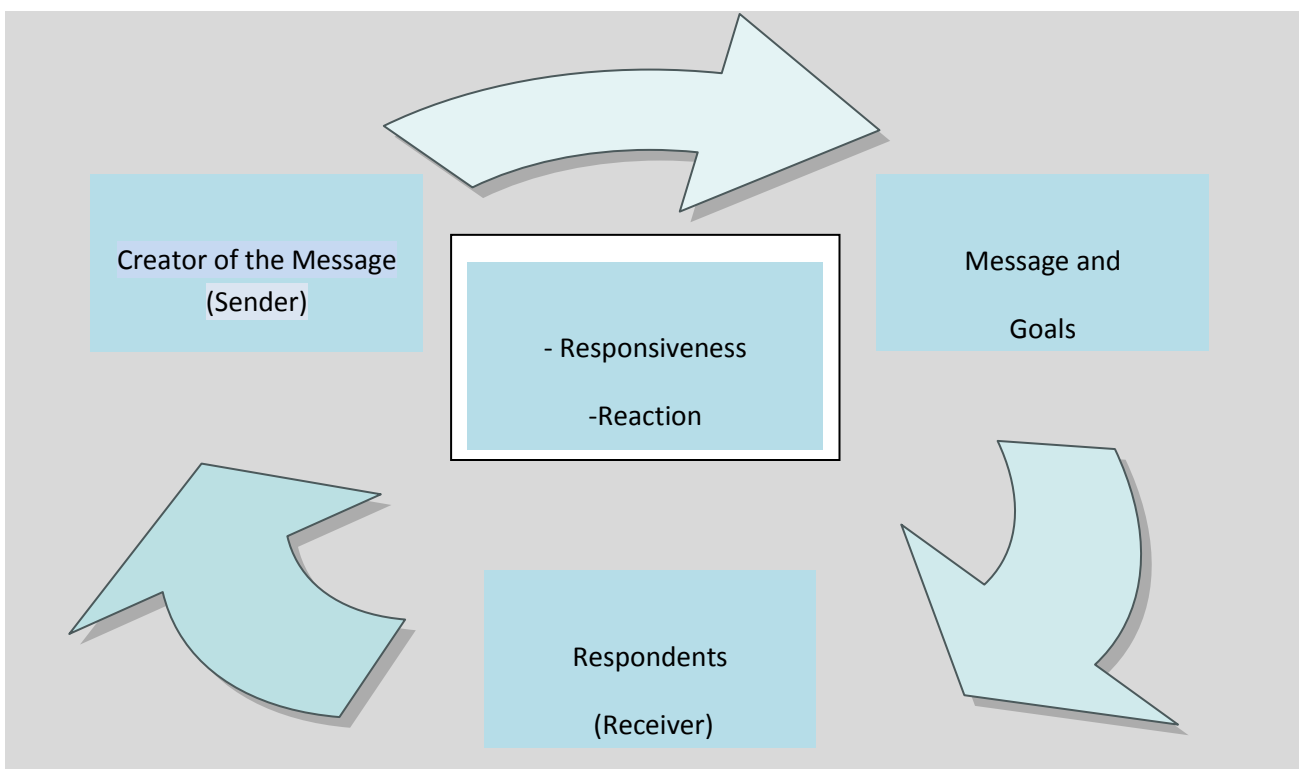 Creator of the Message
(Sender)
Message and
Goals
- Responsiveness
-Reaction
Respondents
(Receiver)